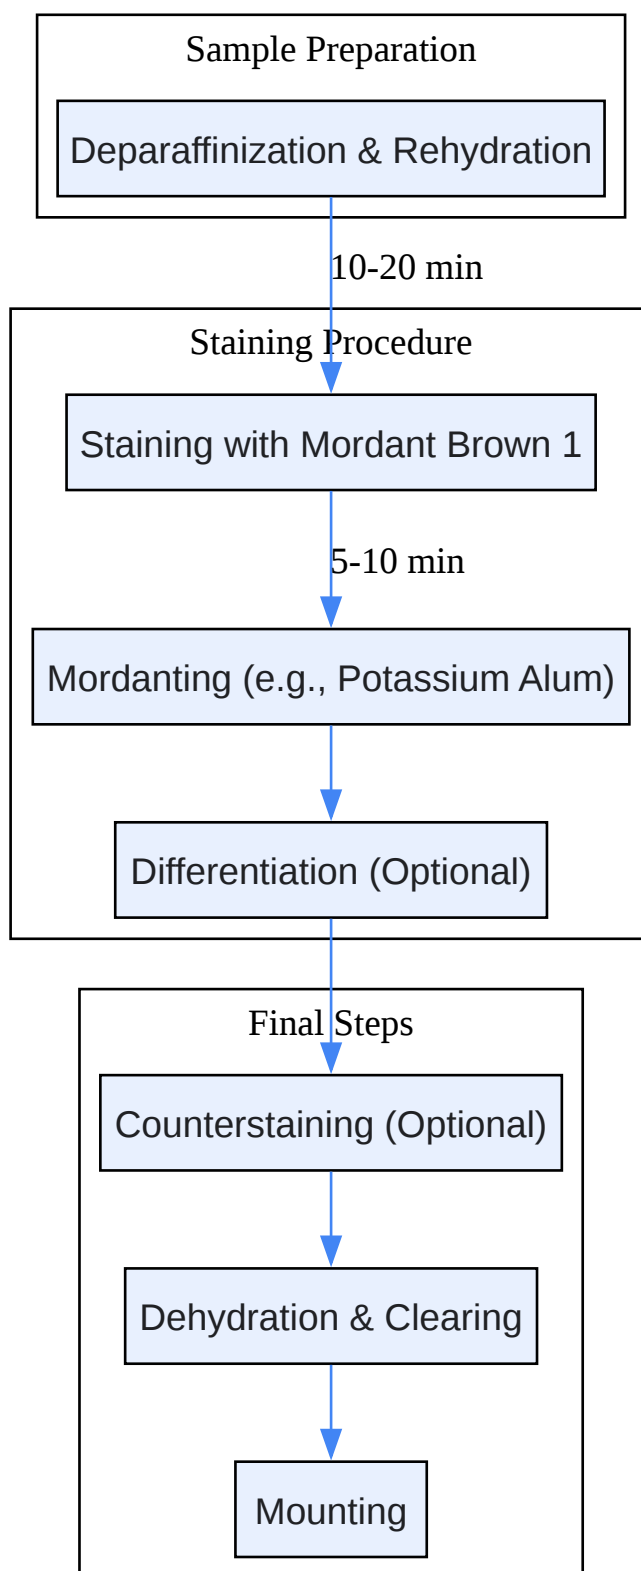 Sample Preparation
Deparaffinization & Rehydration
10-20 min
Staining Procedure
Staining with Mordant Brown 1
5-10 min
Mordanting (e.g., Potassium Alum)
Differentiation (Optional)
Final Steps
Counterstaining (Optional)
Dehydration & Clearing
Mounting